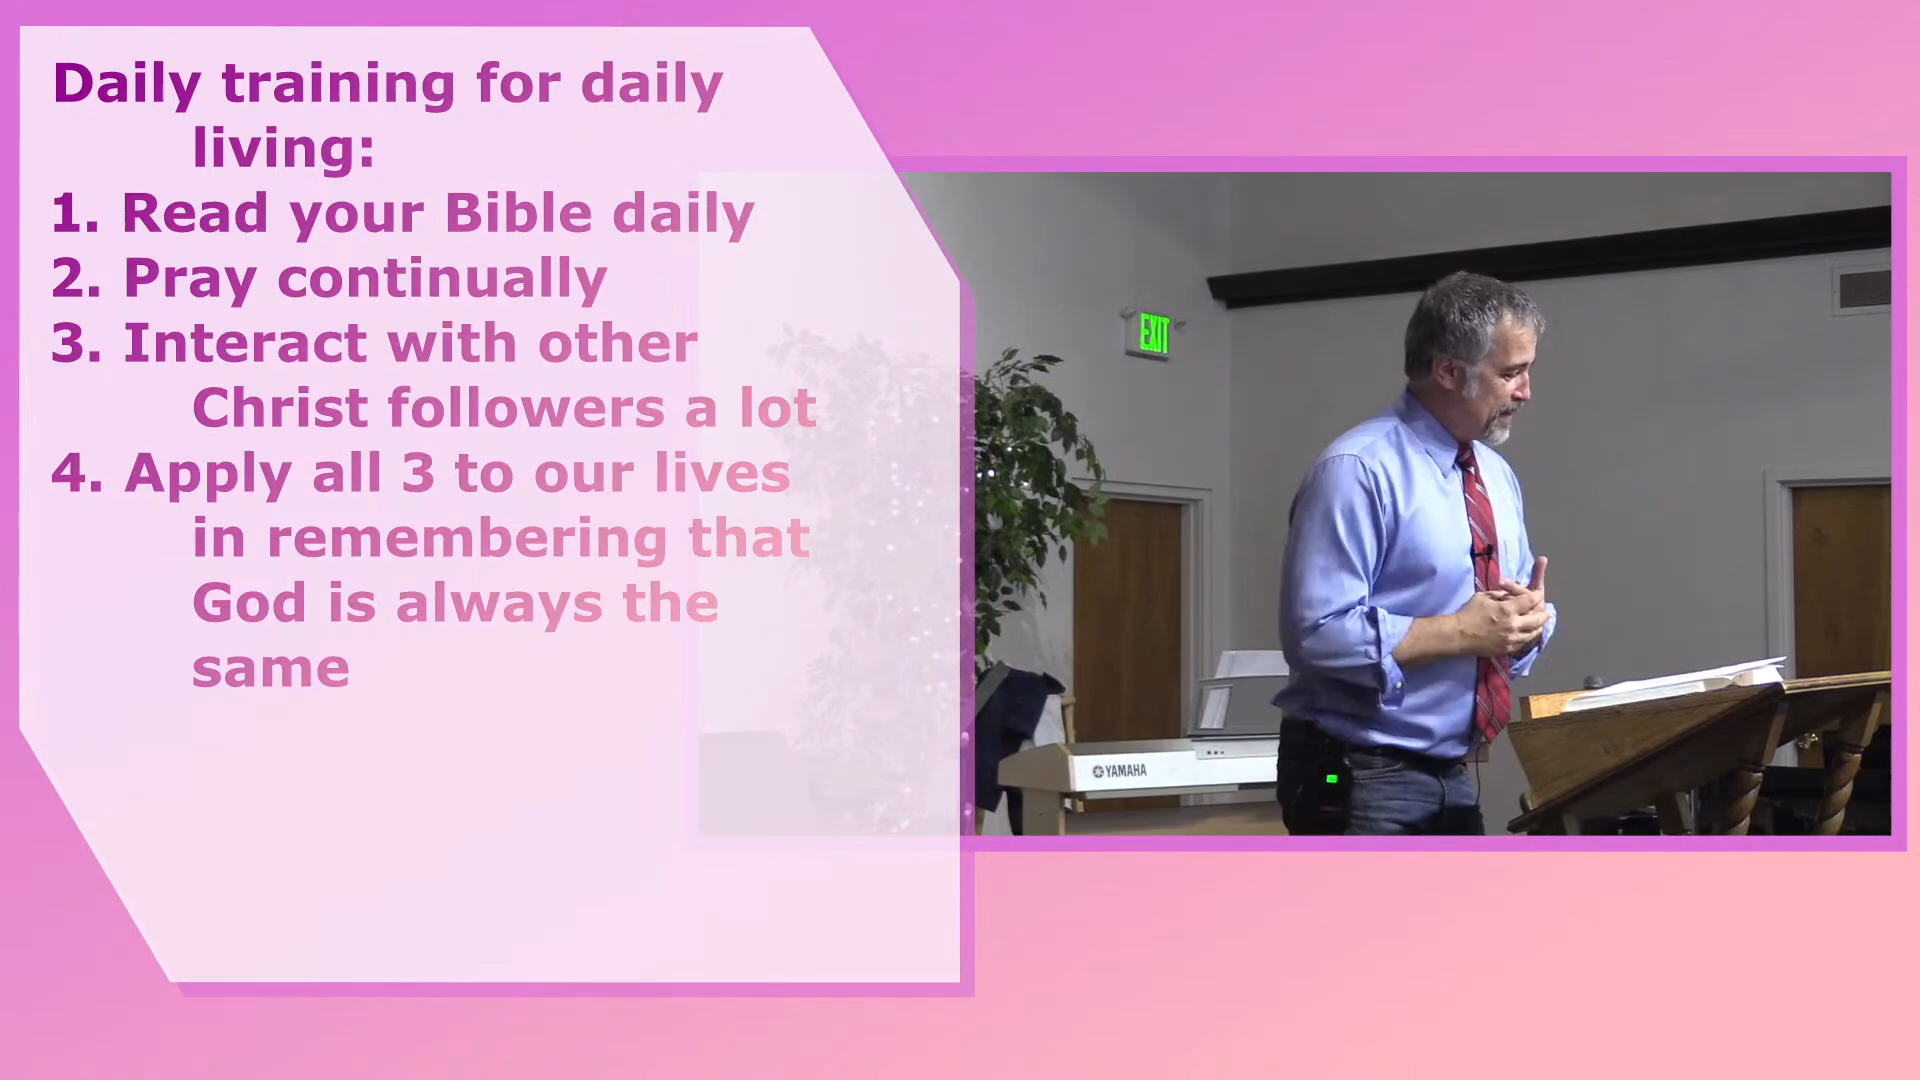 Daily training for daily
living:
1. Read your Bible daily
2. Pray continually
3. Interact with other
Christ followers a lot
4. Apply all 3 to our lives
in remembering that
God is always the
same
EXIT
YAMAHA